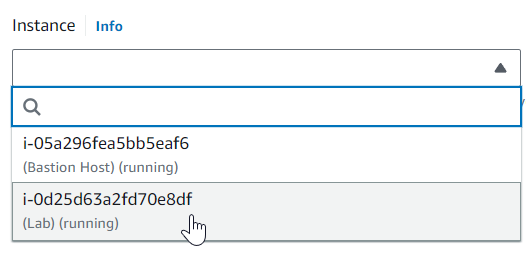 Instance Info
i-05a296fea5bb5eaf6
(Bastion Host) (running)
i-0d25d63a2fd70e8df
(Lab) (running)